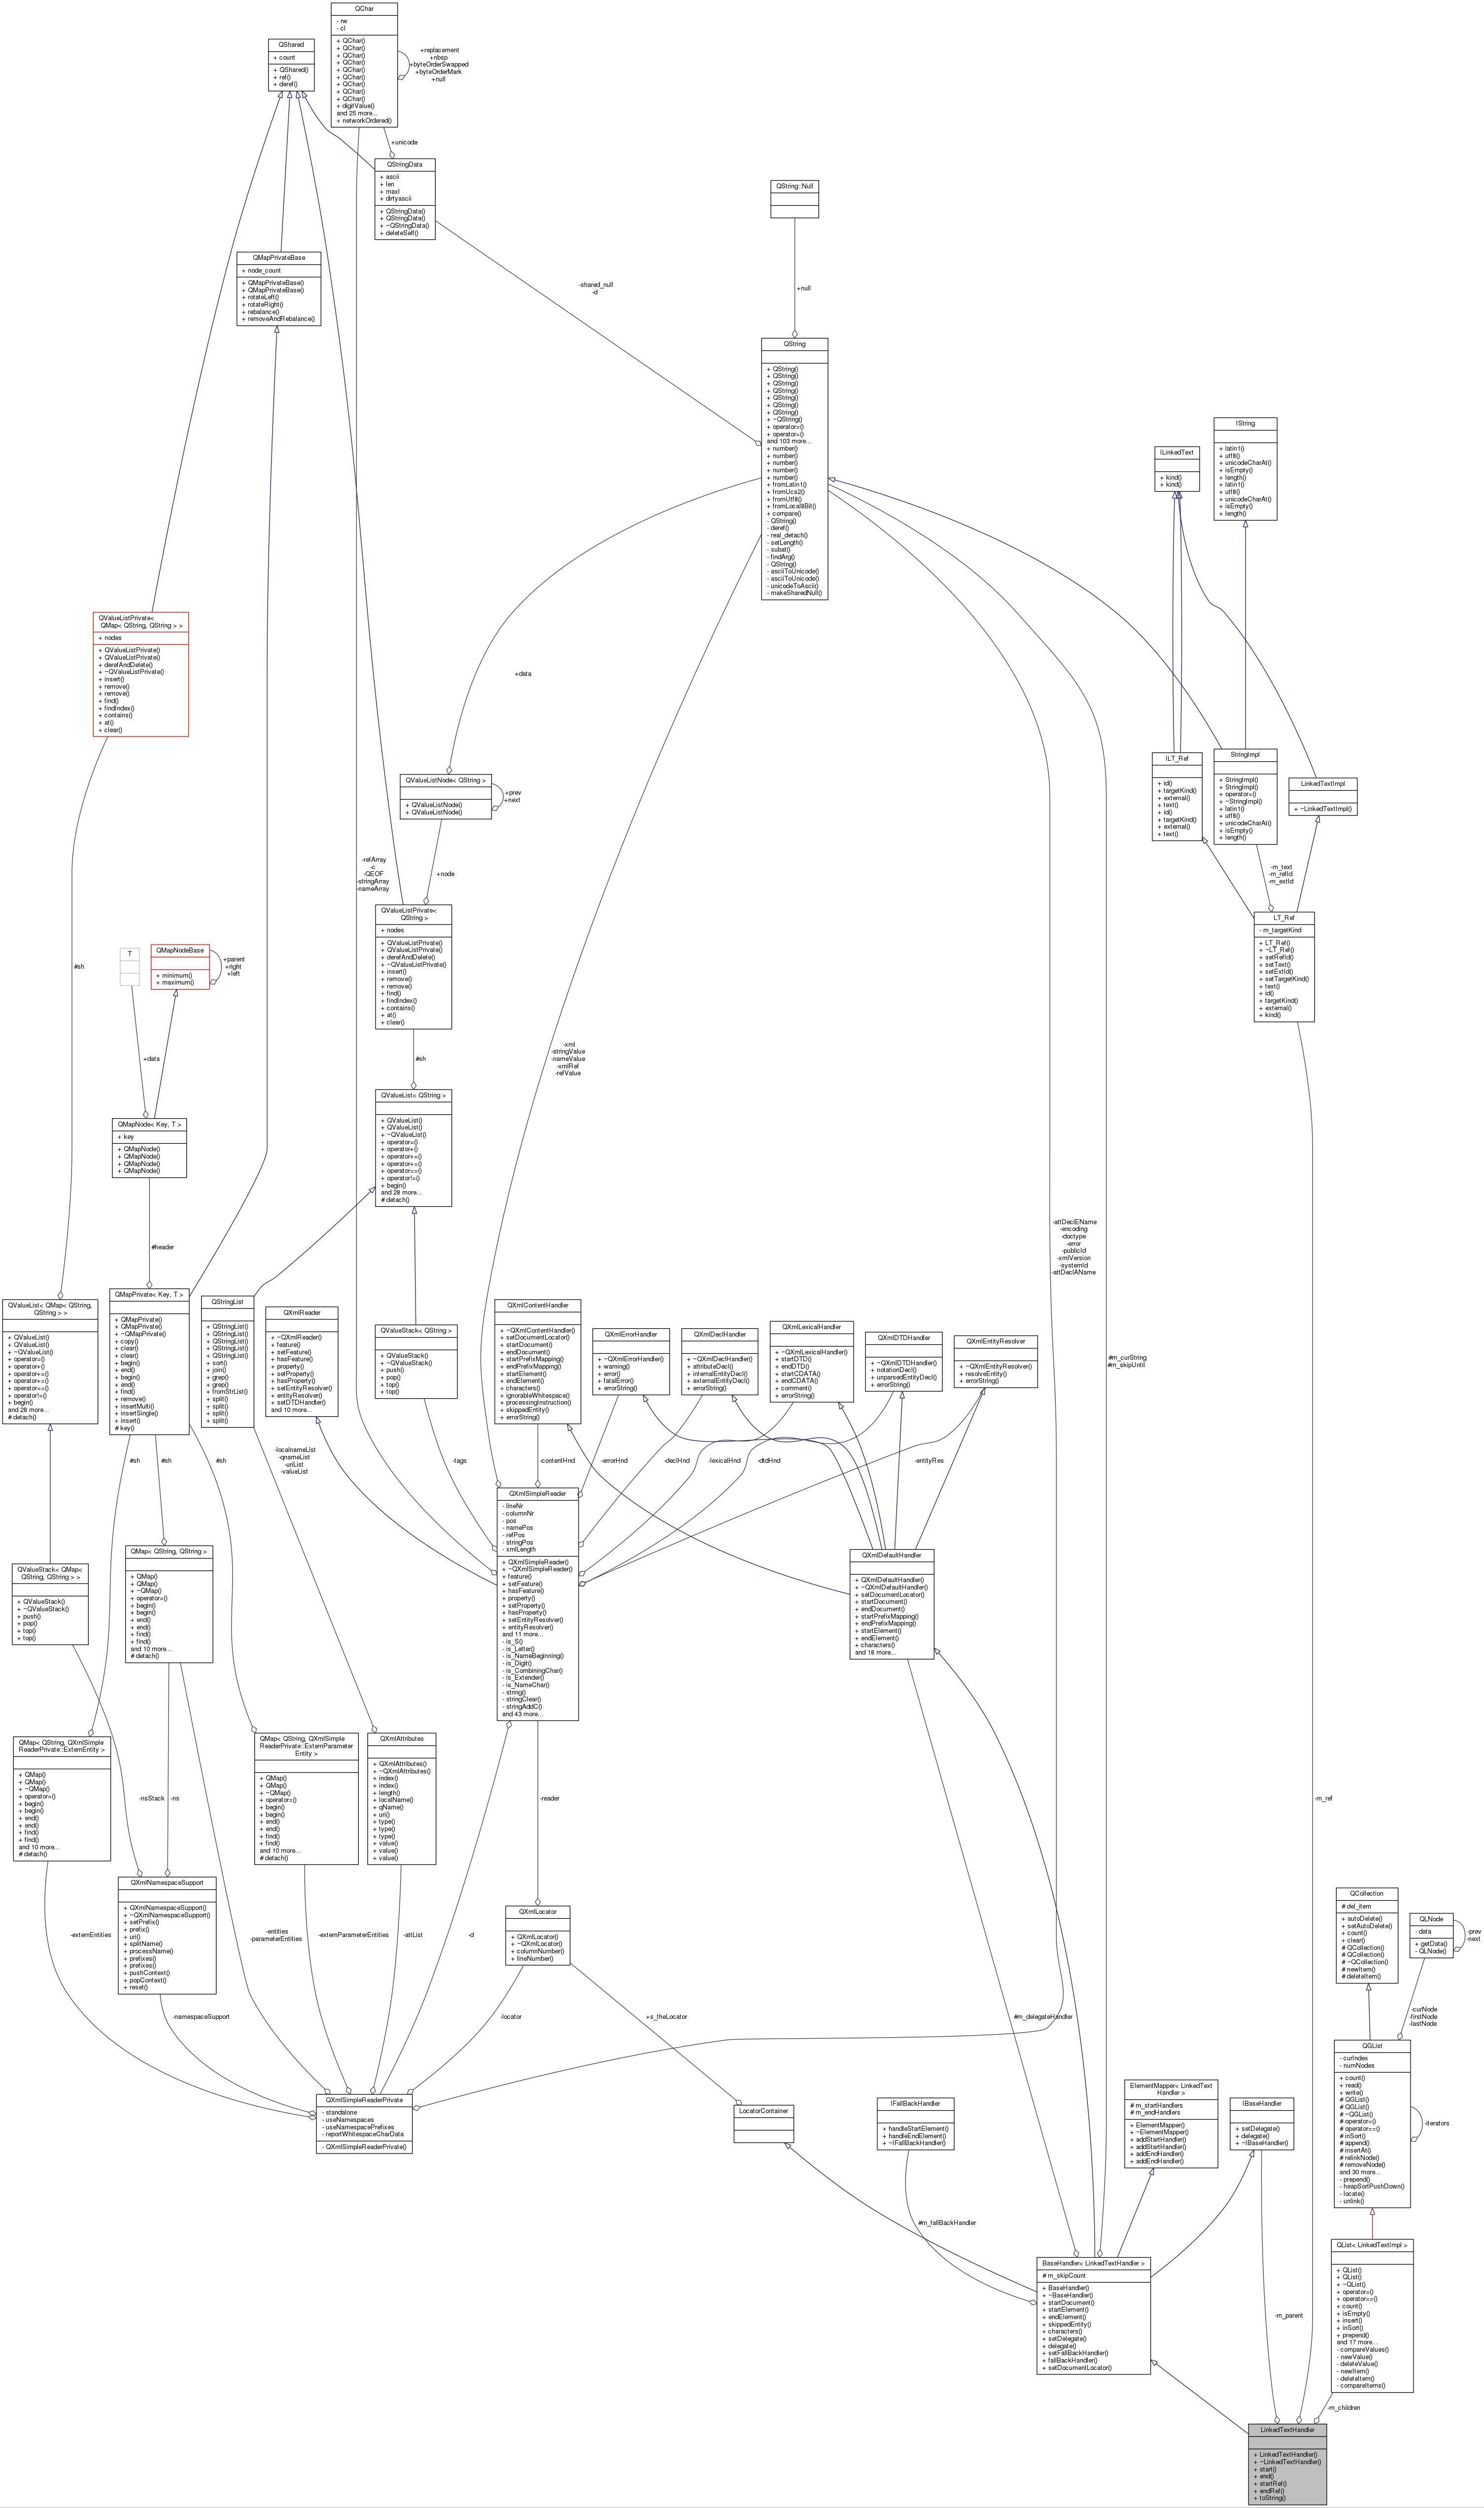 QChar
- rw
- cl
+ QChar()
+ QChar()
+ QChar()
+ QChar()
+ QChar()
+ QChar()
+ QChar()
+ QChar()
+ QChar()
+ digitValue()
and 25 more...
+ networkOrdered()
+replacement
+nbsp
+byteOrderSwapped
+byteOrderMark
+null
QShared
+ count
+ QShared()
+ ref()
+ deref()
+unicode
QStringData
+ ascii
+ len
+ maxl
+ dirtyascii
+ QStringData()
+ QStringData()
+ ~QStringData()
+ deleteSelf()
QString::Null
QMapPrivateBase
+ node_count
+ QMapPrivateBase()
+ QMapPrivateBase()
+ rotateLeft()
+ rotateRight()
+ rebalance()
+ removeAndRebalance()
-shared_null
-d
+null
QString
+ QString()
+ QString()
+ QString()
+ QString()
+ QString()
+ QString()
+ QString()
+ ~QString()
+ operator=()
+ operator=()
and 103 more...
+ number()
+ number()
+ number()
+ number()
+ number()
+ fromLatin1()
+ fromUcs2()
+ fromUtf8()
+ fromLocal8Bit()
+ compare()
- QString()
- deref()
- real_detach()
- setLength()
- subat()
- findArg()
- QString()
- asciiToUnicode()
- asciiToUnicode()
- unicodeToAscii()
- makeSharedNull()
IString
+ latin1()
+ utf8()
+ unicodeCharAt()
+ isEmpty()
+ length()
+ latin1()
+ utf8()
+ unicodeCharAt()
+ isEmpty()
+ length()
ILinkedText
+ kind()
+ kind()
QValueListPrivate<
QMap< QString, QString > >
+ nodes
+ QValueListPrivate()
+ QValueListPrivate()
+ derefAndDelete()
+ ~QValueListPrivate()
+ insert()
+ remove()
+ remove()
+ find()
+ findIndex()
+ contains()
+ at()
+ clear()
+data
QValueListNode< QString >
+ QValueListNode()
+ QValueListNode()
+prev
+next
ILT_Ref
+ id()
+ targetKind()
+ external()
+ text()
+ id()
+ targetKind()
+ external()
+ text()
StringImpl
+ StringImpl()
+ StringImpl()
+ operator=()
+ ~StringImpl()
+ latin1()
+ utf8()
+ unicodeCharAt()
+ isEmpty()
+ length()
LinkedTextImpl
+ ~LinkedTextImpl()
-refArray
-c
-QEOF
-stringArray
-nameArray
+node
-m_text
-m_refId
-m_extId
QValueListPrivate<
QString >
+ nodes
+ QValueListPrivate()
+ QValueListPrivate()
+ derefAndDelete()
+ ~QValueListPrivate()
+ insert()
+ remove()
+ remove()
+ find()
+ findIndex()
+ contains()
+ at()
+ clear()
LT_Ref
- m_targetKind
+ LT_Ref()
+ ~LT_Ref()
+ setRefId()
+ setText()
+ setExtId()
+ setTargetKind()
+ text()
+ id()
+ targetKind()
+ external()
+ kind()
#sh
T
QMapNodeBase
+ minimum()
+ maximum()
+parent
+right
+left
+data
#sh
-xml
-stringValue
-nameValue
-xmlRef
-refValue
QMapNode< Key, T >
+ key
+ QMapNode()
+ QMapNode()
+ QMapNode()
+ QMapNode()
QValueList< QString >
+ QValueList()
+ QValueList()
+ ~QValueList()
+ operator=()
+ operator+()
+ operator+=()
+ operator+=()
+ operator==()
+ operator!=()
+ begin()
and 28 more...
# detach()
#header
-attDeclEName
-encoding
-doctype
-error
-publicId
-xmlVersion
-systemId
-attDeclAName
#m_curString
#m_skipUntil
QValueList< QMap< QString,
QString > >
+ QValueList()
+ QValueList()
+ ~QValueList()
+ operator=()
+ operator+()
+ operator+=()
+ operator+=()
+ operator==()
+ operator!=()
+ begin()
and 28 more...
# detach()
QMapPrivate< Key, T >
+ QMapPrivate()
+ QMapPrivate()
+ ~QMapPrivate()
+ copy()
+ clear()
+ clear()
+ begin()
+ end()
+ begin()
+ end()
+ find()
+ remove()
+ insertMulti()
+ insertSingle()
+ insert()
# key()
QStringList
+ QStringList()
+ QStringList()
+ QStringList()
+ QStringList()
+ QStringList()
+ sort()
+ join()
+ grep()
+ grep()
+ fromStrList()
+ split()
+ split()
+ split()
+ split()
QXmlReader
+ ~QXmlReader()
+ feature()
+ setFeature()
+ hasFeature()
+ property()
+ setProperty()
+ hasProperty()
+ setEntityResolver()
+ entityResolver()
+ setDTDHandler()
and 10 more...
QValueStack< QString >
+ QValueStack()
+ ~QValueStack()
+ push()
+ pop()
+ top()
+ top()
QXmlContentHandler
+ ~QXmlContentHandler()
+ setDocumentLocator()
+ startDocument()
+ endDocument()
+ startPrefixMapping()
+ endPrefixMapping()
+ startElement()
+ endElement()
+ characters()
+ ignorableWhitespace()
+ processingInstruction()
+ skippedEntity()
+ errorString()
QXmlErrorHandler
+ ~QXmlErrorHandler()
+ warning()
+ error()
+ fatalError()
+ errorString()
QXmlDeclHandler
+ ~QXmlDeclHandler()
+ attributeDecl()
+ internalEntityDecl()
+ externalEntityDecl()
+ errorString()
QXmlLexicalHandler
+ ~QXmlLexicalHandler()
+ startDTD()
+ endDTD()
+ startCDATA()
+ endCDATA()
+ comment()
+ errorString()
QXmlDTDHandler
+ ~QXmlDTDHandler()
+ notationDecl()
+ unparsedEntityDecl()
+ errorString()
QXmlEntityResolver
+ ~QXmlEntityResolver()
+ resolveEntity()
+ errorString()
#sh
#sh
#sh
-localnameList
-qnameList
-uriList
-valueList
-tags
-contentHnd
-errorHnd
-declHnd
-lexicalHnd
-dtdHnd
-entityRes
QXmlSimpleReader
- lineNr
- columnNr
- pos
- namePos
- refPos
- stringPos
- xmlLength
+ QXmlSimpleReader()
+ ~QXmlSimpleReader()
+ feature()
+ setFeature()
+ hasFeature()
+ property()
+ setProperty()
+ hasProperty()
+ setEntityResolver()
+ entityResolver()
and 11 more...
- is_S()
- is_Letter()
- is_NameBeginning()
- is_Digit()
- is_CombiningChar()
- is_Extender()
- is_NameChar()
- string()
- stringClear()
- stringAddC()
and 43 more...
QXmlDefaultHandler
+ QXmlDefaultHandler()
+ ~QXmlDefaultHandler()
+ setDocumentLocator()
+ startDocument()
+ endDocument()
+ startPrefixMapping()
+ endPrefixMapping()
+ startElement()
+ endElement()
+ characters()
and 18 more...
QValueStack< QMap<
QString, QString > >
+ QValueStack()
+ ~QValueStack()
+ push()
+ pop()
+ top()
+ top()
QMap< QString, QString >
+ QMap()
+ QMap()
+ ~QMap()
+ operator=()
+ begin()
+ begin()
+ end()
+ end()
+ find()
+ find()
and 10 more...
# detach()
QMap< QString, QXmlSimple
ReaderPrivate::ExternEntity >
+ QMap()
+ QMap()
+ ~QMap()
+ operator=()
+ begin()
+ begin()
+ end()
+ end()
+ find()
+ find()
and 10 more...
# detach()
QMap< QString, QXmlSimple
ReaderPrivate::ExternParameter
Entity >
+ QMap()
+ QMap()
+ ~QMap()
+ operator=()
+ begin()
+ begin()
+ end()
+ end()
+ find()
+ find()
and 10 more...
# detach()
QXmlAttributes
+ QXmlAttributes()
+ ~QXmlAttributes()
+ index()
+ index()
+ length()
+ localName()
+ qName()
+ uri()
+ type()
+ type()
+ type()
+ value()
+ value()
+ value()
-nsStack
-ns
-reader
-m_ref
QXmlNamespaceSupport
+ QXmlNamespaceSupport()
+ ~QXmlNamespaceSupport()
+ setPrefix()
+ prefix()
+ uri()
+ splitName()
+ processName()
+ prefixes()
+ prefixes()
+ pushContext()
+ popContext()
+ reset()
-externEntities
-entities
-parameterEntities
-externParameterEntities
-attList
-d
QXmlLocator
+ QXmlLocator()
+ ~QXmlLocator()
+ columnNumber()
+ lineNumber()
QCollection
# del_item
+ autoDelete()
+ setAutoDelete()
+ count()
+ clear()
# QCollection()
# QCollection()
# ~QCollection()
# newItem()
# deleteItem()
QLNode
- data
+ getData()
- QLNode()
-prev
-next
-namespaceSupport
-locator
+s_theLocator
#m_delegateHandler
-curNode
-firstNode
-lastNode
QGList
- curIndex
- numNodes
+ count()
+ read()
+ write()
# QGList()
# QGList()
# ~QGList()
# operator=()
# operator==()
# inSort()
# append()
# insertAt()
# relinkNode()
# removeNode()
and 30 more...
- prepend()
- heapSortPushDown()
- locate()
- unlink()
-iterators
QXmlSimpleReaderPrivate
- standalone
- useNamespaces
- useNamespacePrefixes
- reportWhitespaceCharData
- QXmlSimpleReaderPrivate()
LocatorContainer
IFallBackHandler
+ handleStartElement()
+ handleEndElement()
+ ~IFallBackHandler()
ElementMapper< LinkedText
Handler >
# m_startHandlers
# m_endHandlers
+ ElementMapper()
+ ~ElementMapper()
+ addStartHandler()
+ addStartHandler()
+ addEndHandler()
+ addEndHandler()
IBaseHandler
+ setDelegate()
+ delegate()
+ ~IBaseHandler()
#m_fallBackHandler
BaseHandler< LinkedTextHandler >
# m_skipCount
+ BaseHandler()
+ ~BaseHandler()
+ startDocument()
+ startElement()
+ endElement()
+ skippedEntity()
+ characters()
+ setDelegate()
+ delegate()
+ setFallBackHandler()
+ fallBackHandler()
+ setDocumentLocator()
-m_parent
QList< LinkedTextImpl >
+ QList()
+ QList()
+ ~QList()
+ operator=()
+ operator==()
+ count()
+ isEmpty()
+ insert()
+ inSort()
+ prepend()
and 17 more...
- compareValues()
- newValue()
- deleteValue()
- newItem()
- deleteItem()
- compareItems()
-m_children
LinkedTextHandler
+ LinkedTextHandler()
+ ~LinkedTextHandler()
+ start()
+ end()
+ startRef()
+ endRef()
+ toString()